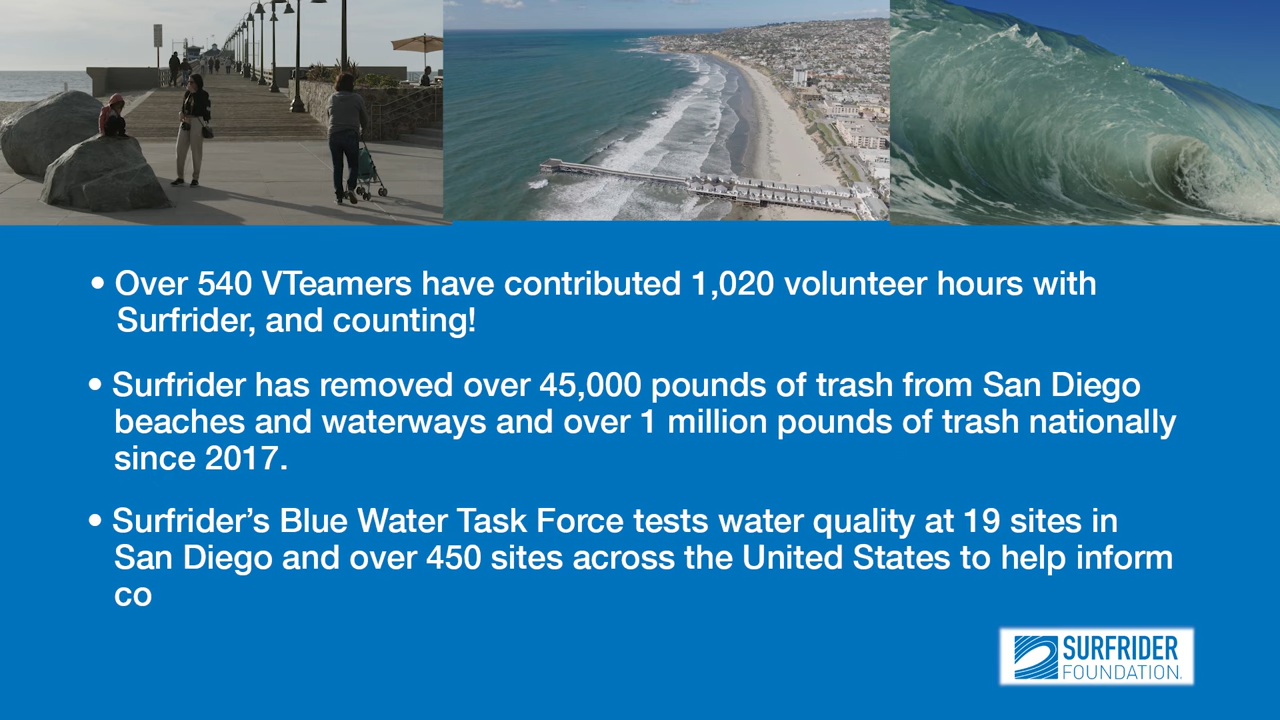 • Over 540 VTeamers have contributed 1,020 volunteer hours with
Surfrider, and counting!
• Surfrider has removed over 45,000 pounds of trash from San Diego
beaches and waterways and over 1 million pounds of trash nationally
since 2017.
• Surfrider’s Blue Water Task Force tests water quality at 19 sites in
San Diego and over 450 sites across the United States to help inform
co
SURFRIDER
FOUNDATION